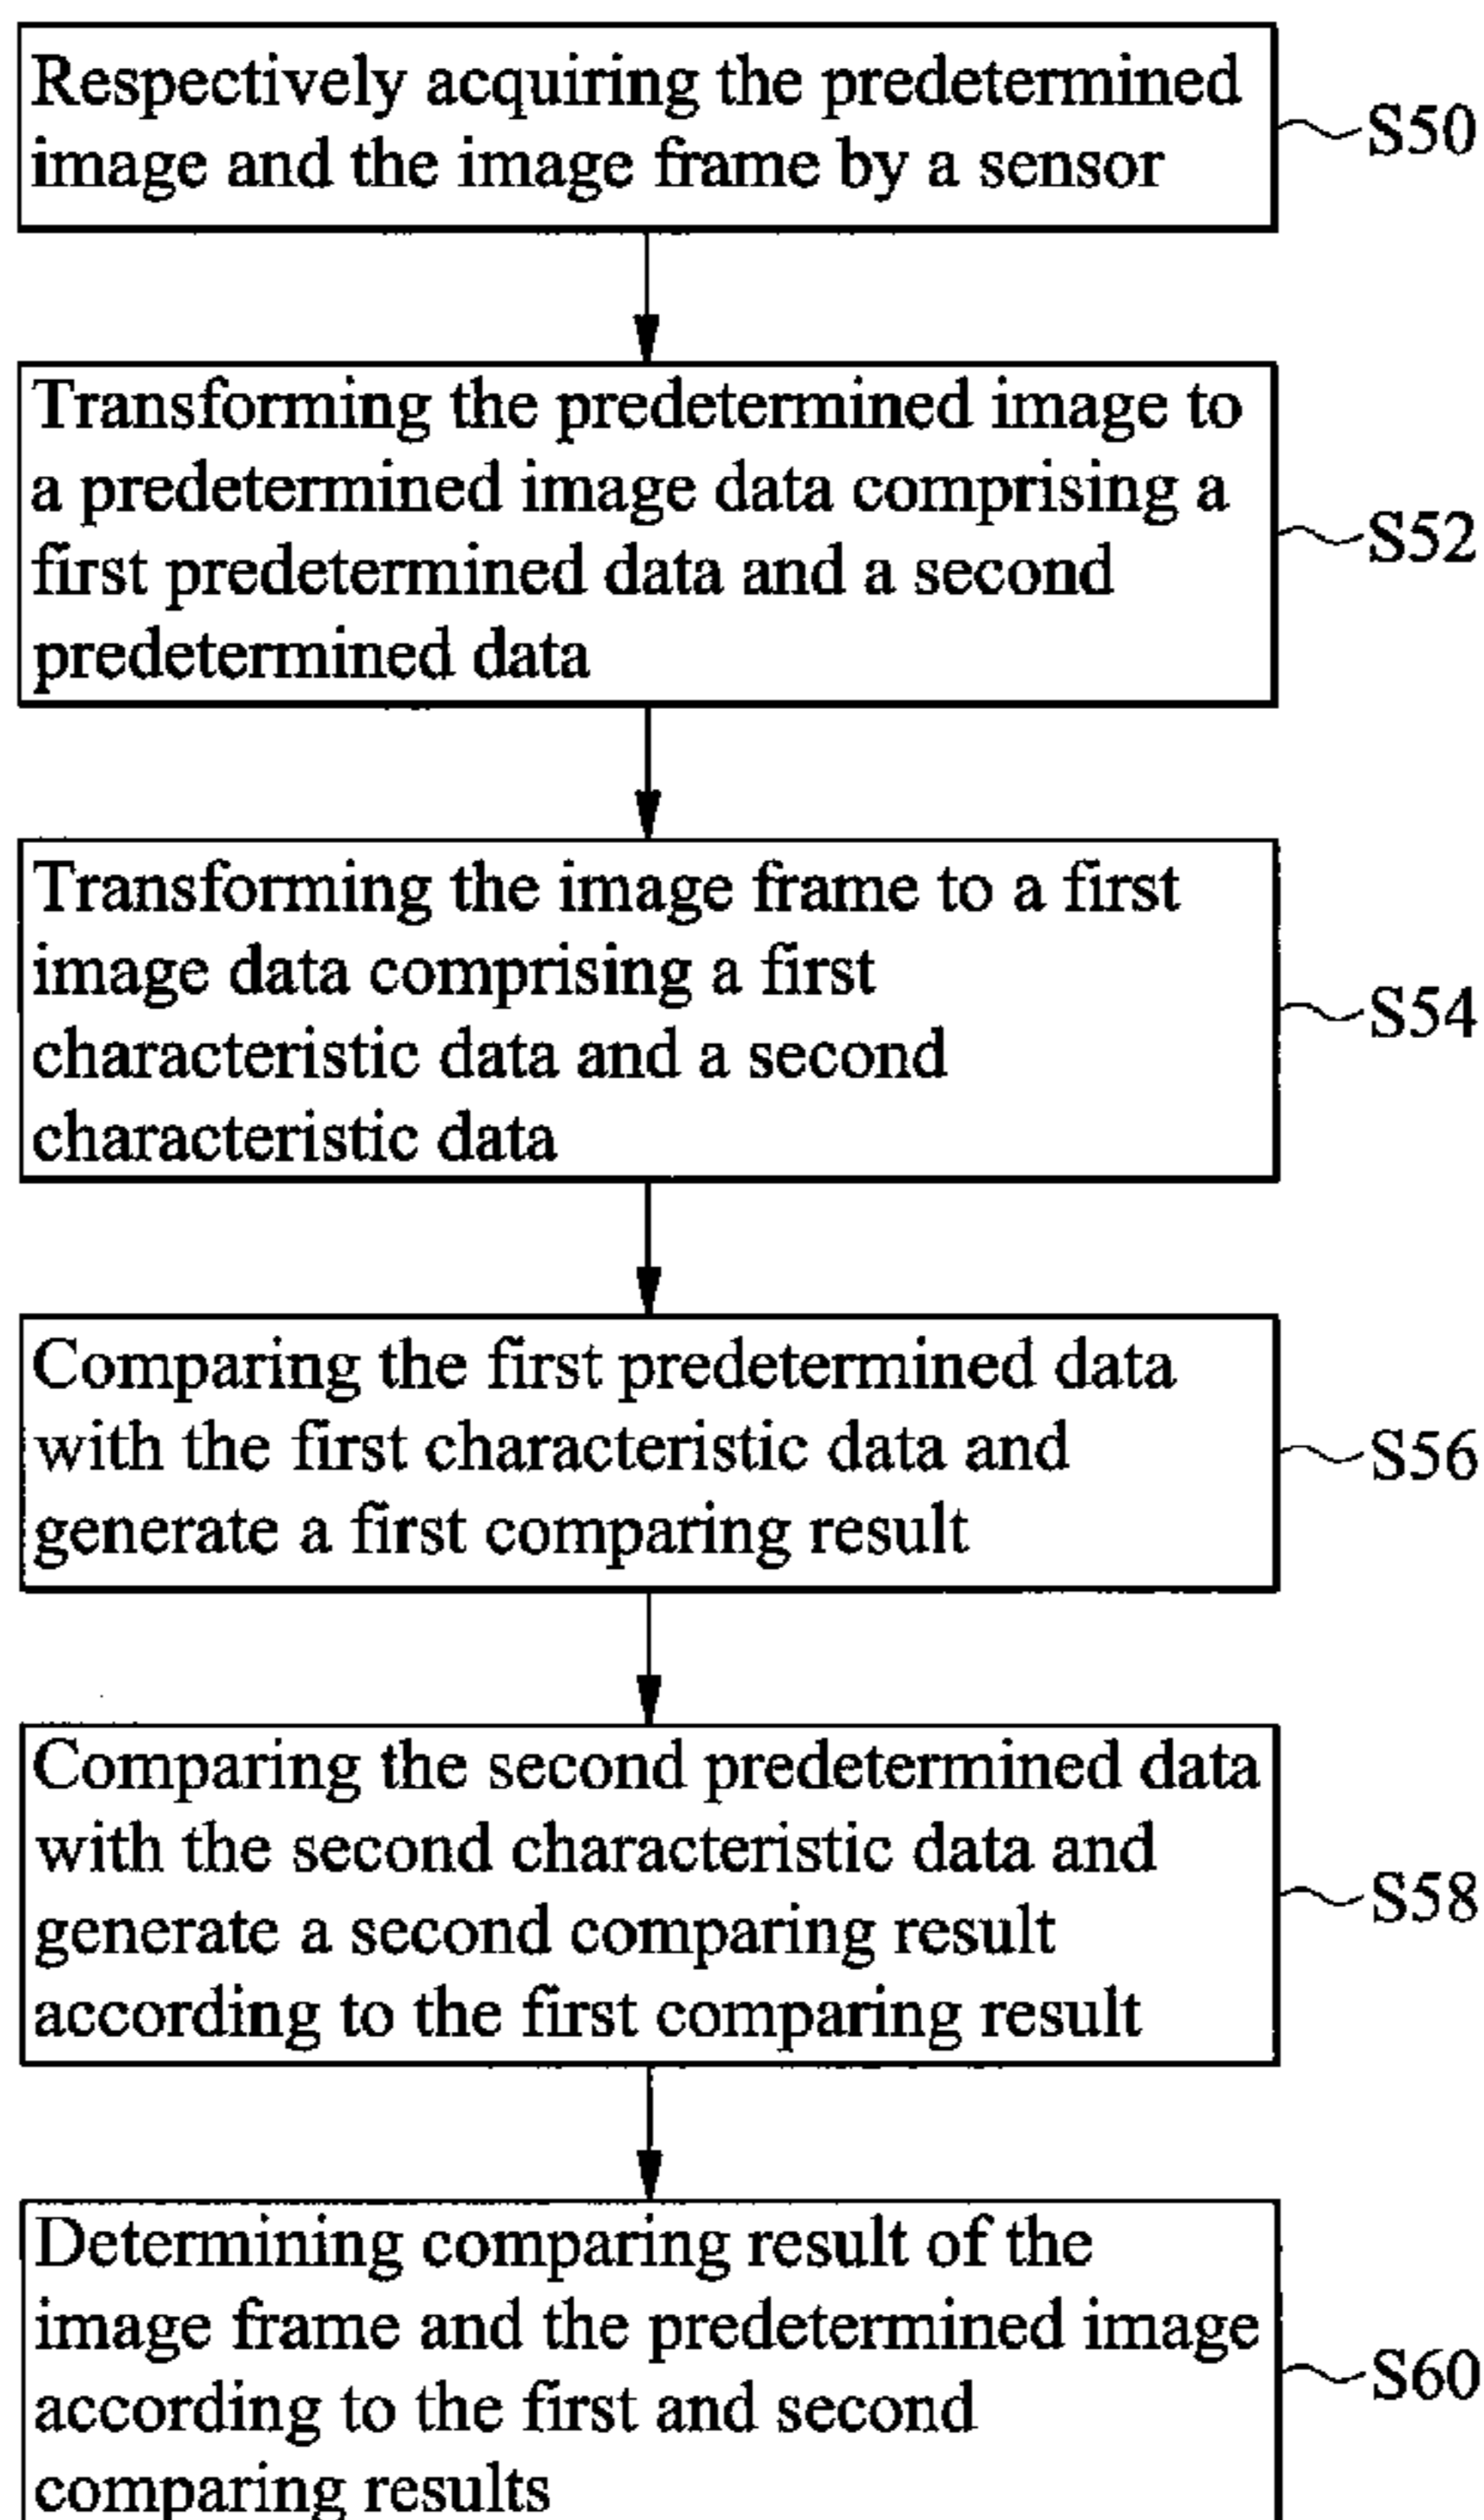 Respectively acquiring the predetermined
image and the image frame by a sensor
S50
Transforming the predetermined image to
a predetermined image data comprising a
first predetermined data and a second
predetermined data
S52
Transforming the image frame to a first
image data comprising a first
characteristic data and a second
characteristic data
S54
Comparing the first predetermined data
with the first characteristic data and
generate a first comparing result
S56
Comparing the second predetermined data
with the second characteristic data and
generate a second comparing result
according to the first comparing result
S58
Determining comparing result of the
image frame and the predetermined image
according to the first and second
comparing results
S60